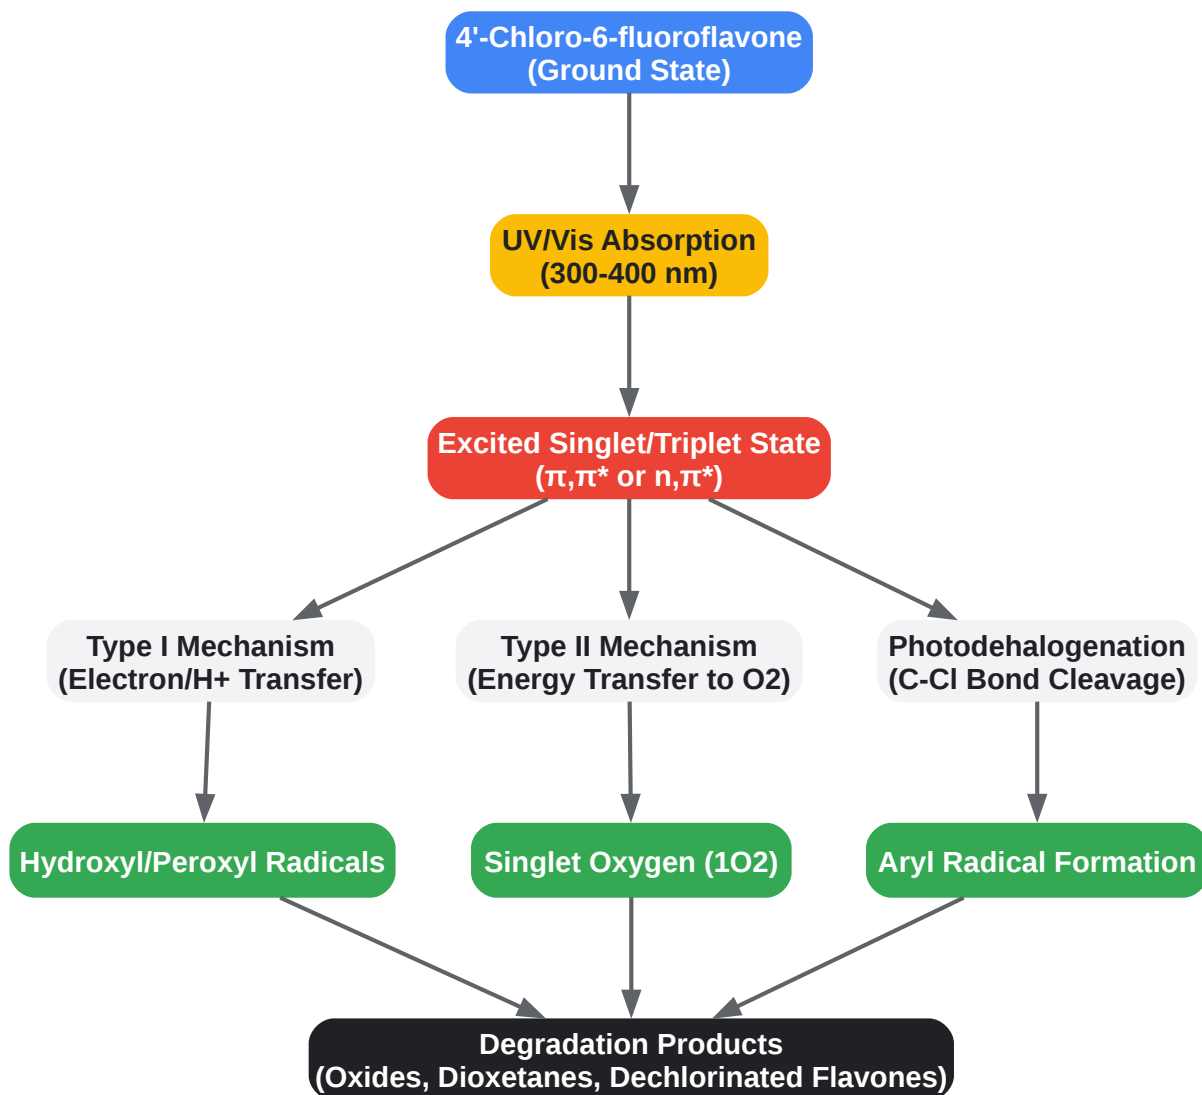 4'-Chloro-6-fluoroflavone
(Ground State)
UV/Vis Absorption
(300-400 nm)
Excited Singlet/Triplet State
(π,π* or n,π*)
Type I Mechanism
(Electron/H+ Transfer)
Type II Mechanism
(Energy Transfer to O2)
Photodehalogenation
(C-Cl Bond Cleavage)
Hydroxyl/Peroxyl Radicals
Singlet Oxygen (1O2)
Aryl Radical Formation
Degradation Products
(Oxides, Dioxetanes, Dechlorinated Flavones)